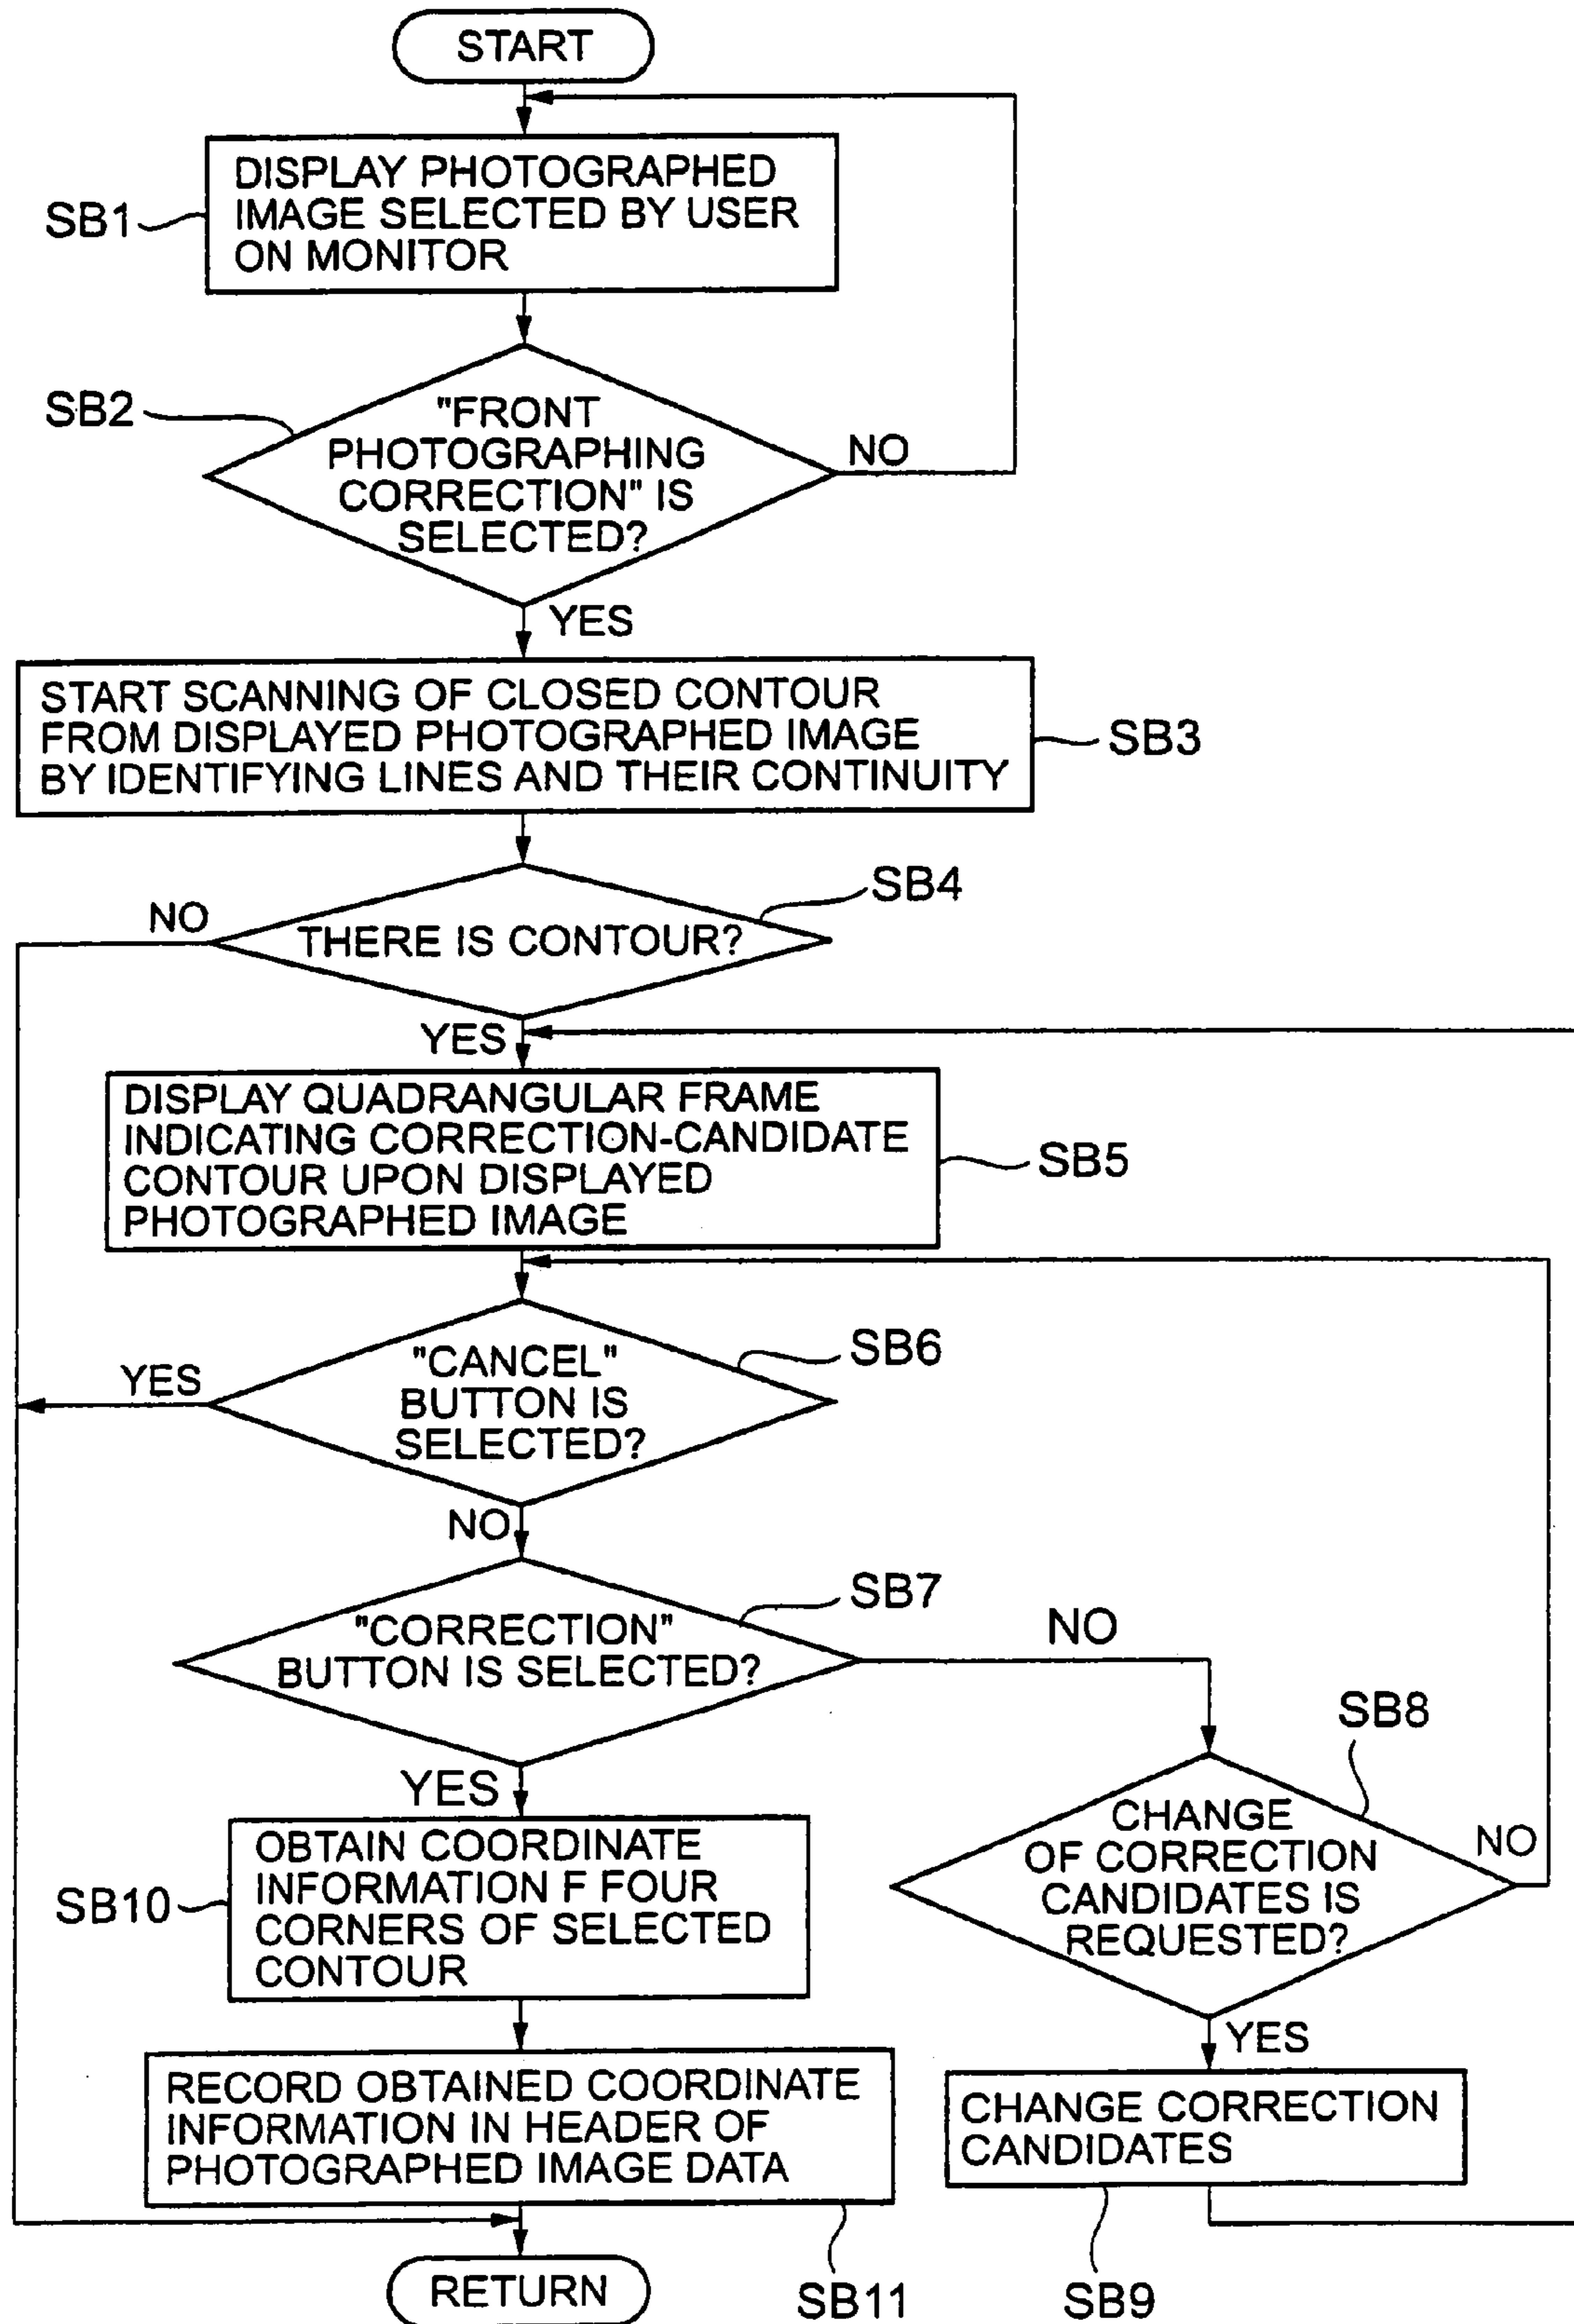 START
DISPLAY PHOTOGRAPHED
IMAGE SELECTED BY USER
ON MONITOR
SB1
"FRONT
PHOTOGRAPHING
CORRECTION" IS
SELECTED?
SB2
NO
YES
START SCANNING OF CLOSED CONTOUR
FROM DISPLAYED PHOTOGRAPHED IMAGE
BY IDENTIFYING LINES AND THEIR CONTINUITY
SB3
SB4
NO
THERE IS CONTOUR?
YES
DISPLAY QUADRANGULAR FRAME
INDICATING CORRECTION-CANDIDATE
CONTOUR UPON DISPLAYED
PHOTOGRAPHED IMAGE
SB5
SB6
YES
"CANCEL"
BUTTON IS
SELECTED?
NO
SB7
"CORRECTION"
BUTTON IS SELECTED?
NO
YES
SB8
CHANGE
OF CORRECTION
CANDIDATES IS
REQUESTED?
NO
YES
OBTAIN COORDINATE
INFORMATION F FOUR
CORNERS OF SELECTED
CONTOUR
SB10
RECORD OBTAINED COORDINATE
INFORMATION IN HEADER OF
PHOTOGRAPHED IMAGE DATA
CHANGE CORRECTION
CANDIDATES
RETURN
SB11
SB9